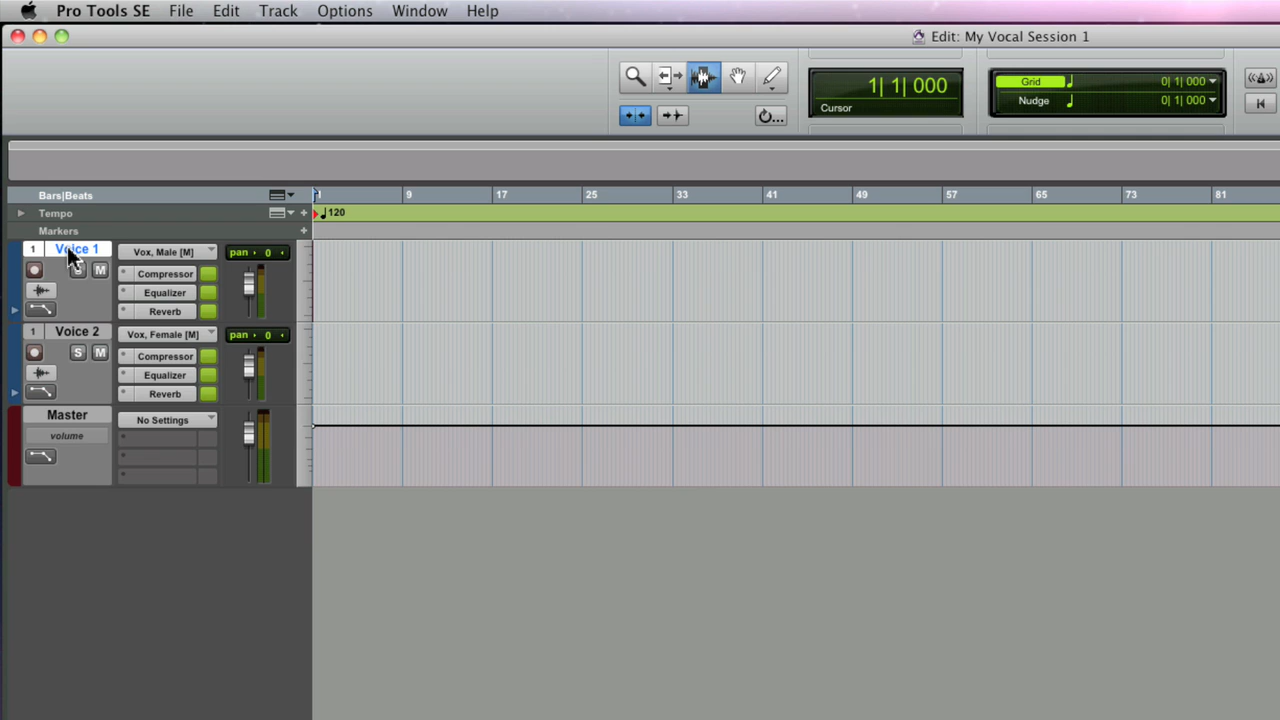 Pro Tools SE File Edit Track Options Window Help
Edit: My Vocal Session 1
1| 1| 000
Cursor
Grid 0| 1| 000
Nudge 0| 1| 000
Bars|Beats 1 9 17 25 33 41 49 57 65 73 81
Tempo 120
Markers
1 Voice 1 Vox, Male [M] pan 0
S M Compressor
Equalizer
Reverb
1 Voice 2 Vox, Female [M] pan 0
S M Compressor
Equalizer
Reverb
Master No Settings
volume